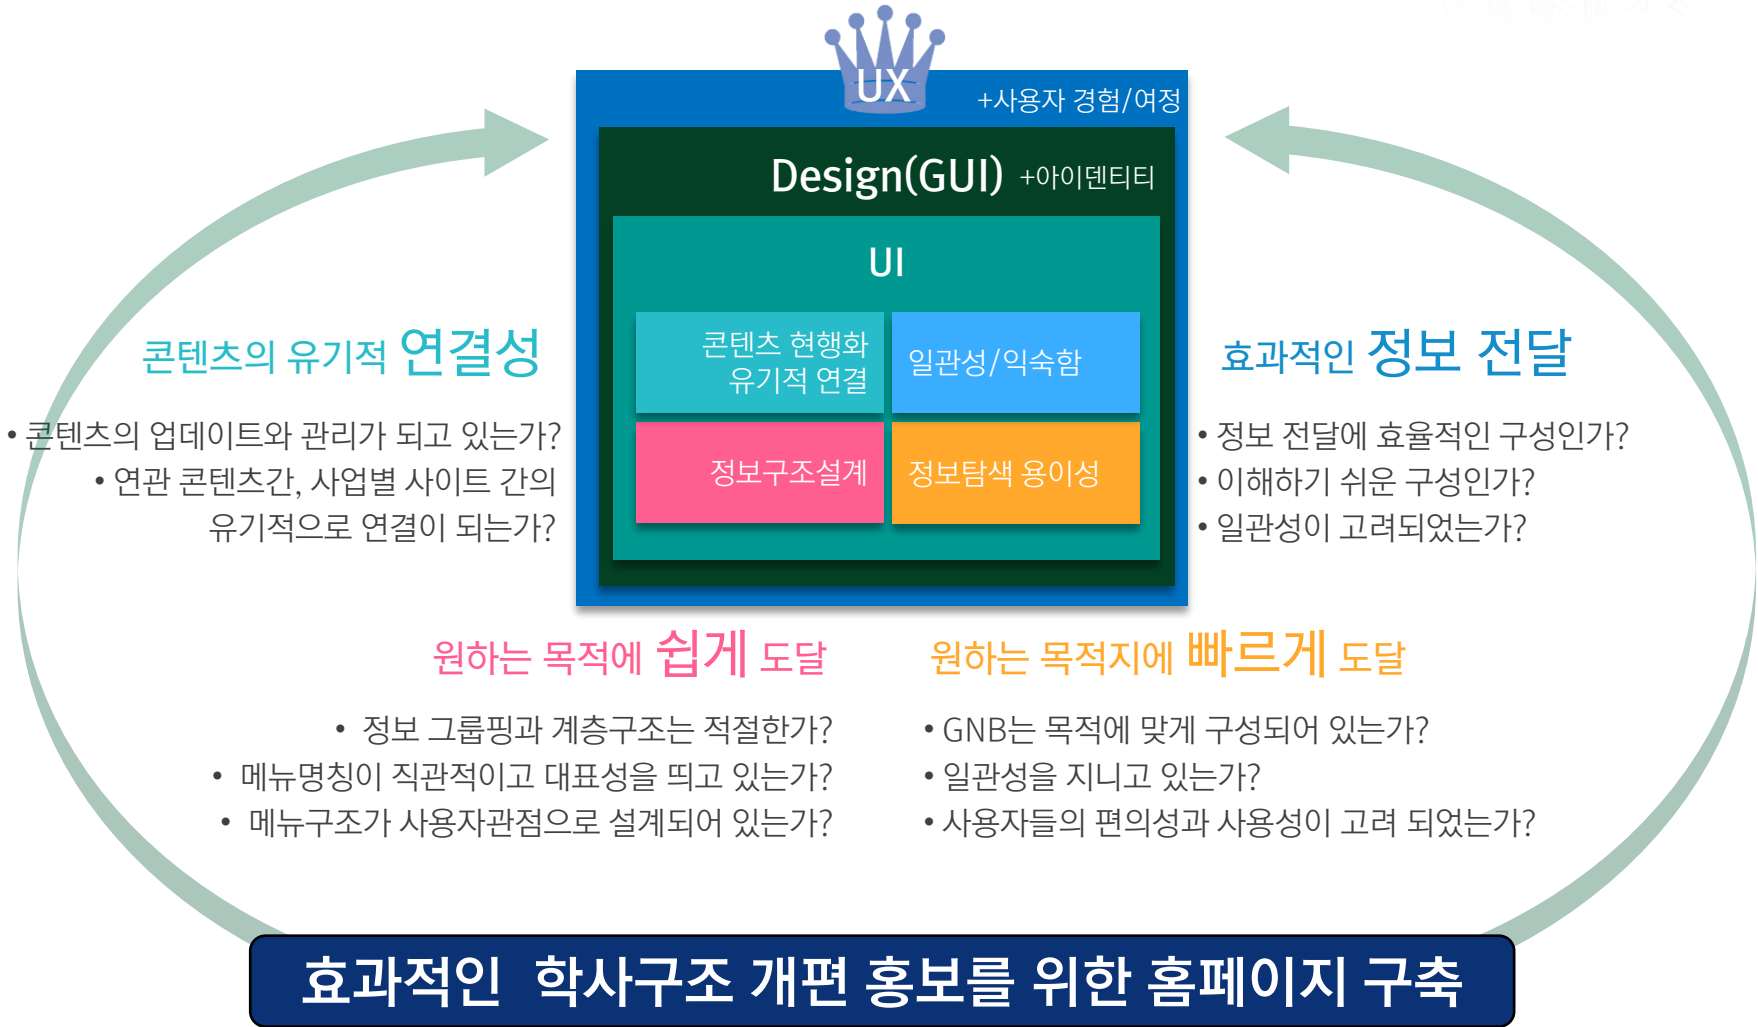 UX
+사용자 경험/여정
Design(GUI) +아이덴티티
UI
콘텐츠 현행화
유기적 연결
일관성/익숙함
정보구조설계
정보탐색 용이성
콘텐츠의 유기적 연결성
• 콘텐츠의 업데이트와 관리가 되고 있는가?
• 연관 콘텐츠간, 사업별 사이트 간의
유기적으로 연결이 되는가?
효과적인 정보 전달
• 정보 전달에 효율적인 구성인가?
• 이해하기 쉬운 구성인가?
• 일관성이 고려되었는가?
원하는 목적에 쉽게 도달
• 정보 그룹핑과 계층구조는 적절한가?
• 메뉴명칭이 직관적이고 대표성을 띄고 있는가?
• 메뉴구조가 사용자관점으로 설계되어 있는가?
원하는 목적지에 빠르게 도달
• GNB는 목적에 맞게 구성되어 있는가?
• 일관성을 지니고 있는가?
• 사용자들의 편의성과 사용성이 고려 되었는가?
효과적인 학사구조 개편 홍보를 위한 홈페이지 구축